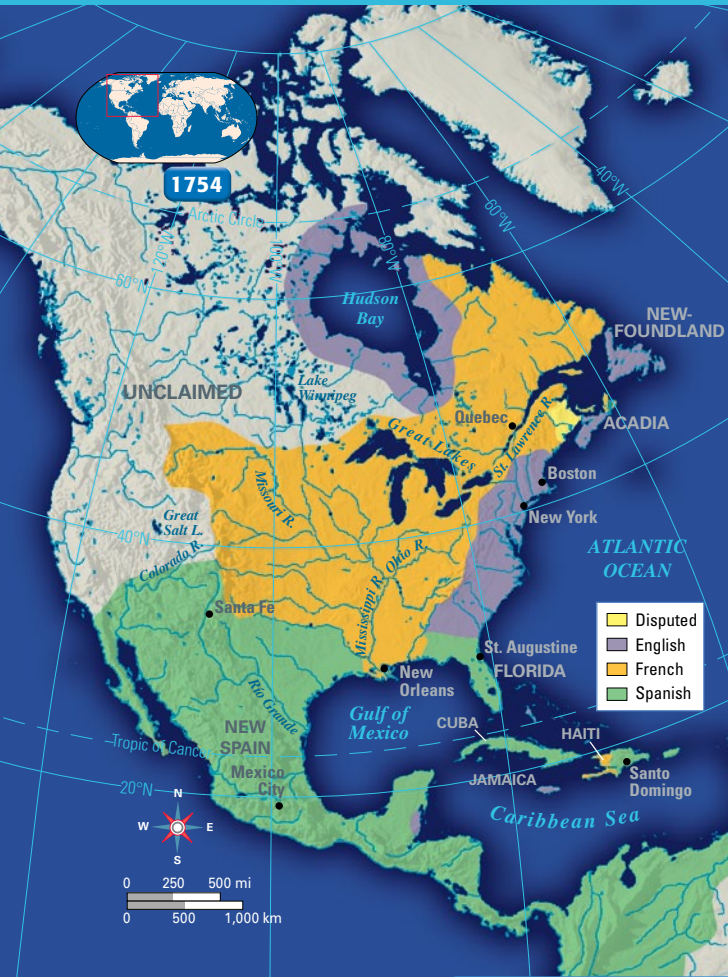 1754
40°W
60°W
Arctic Circle
80°W
100°W
120°W
60°N
Hudson
Bay
NEW-
FOUNDLAND
UNCLAIMED
Lake
Winnipeg
Quebec
Great Lakes
St. Lawrence R.
ACADIA
Boston
Missouri R.
New York
Great
Salt L.
40°N
Colorado R.
Ohio R.
Mississippi R.
ATLANTIC
OCEAN
Santa Fe
Disputed
English
French
Spanish
St. Augustine
FLORIDA
New
Orleans
Rio Grande
Gulf of
Mexico
CUBA
HAITI
NEW
SPAIN
Tropic of Cancer
Mexico
City
JAMAICA
Santo
Domingo
20°N
Caribbean Sea
N
W E
S
0 250 500 mi
0 500 1,000 km